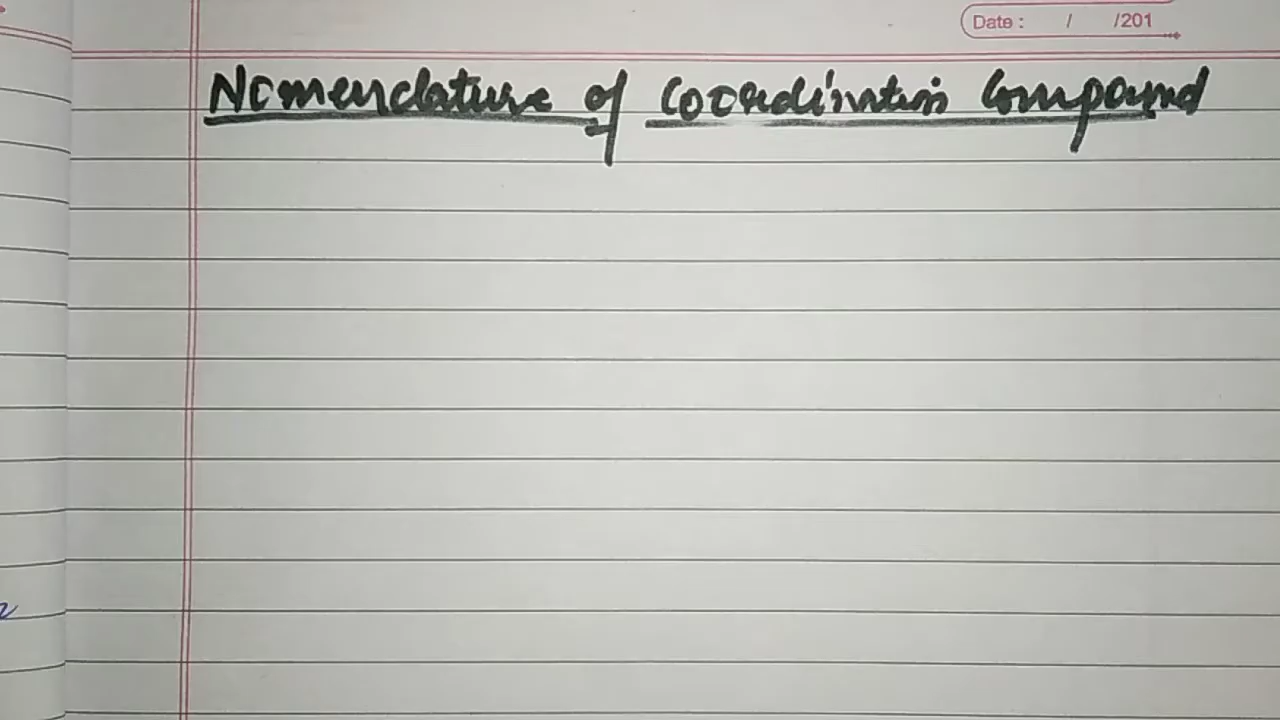 Date : / /201
Nomenclature of Coordination Compound